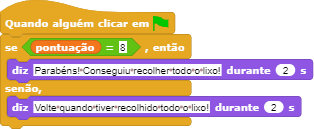 Quando alguém clicar em
se pontuação = 8 , então
diz Parabéns! Conseguiu recolher todo o lixo! durante 2 s
senão,
diz Volte quando tiver recolhido todo o lixo! durante 2 s